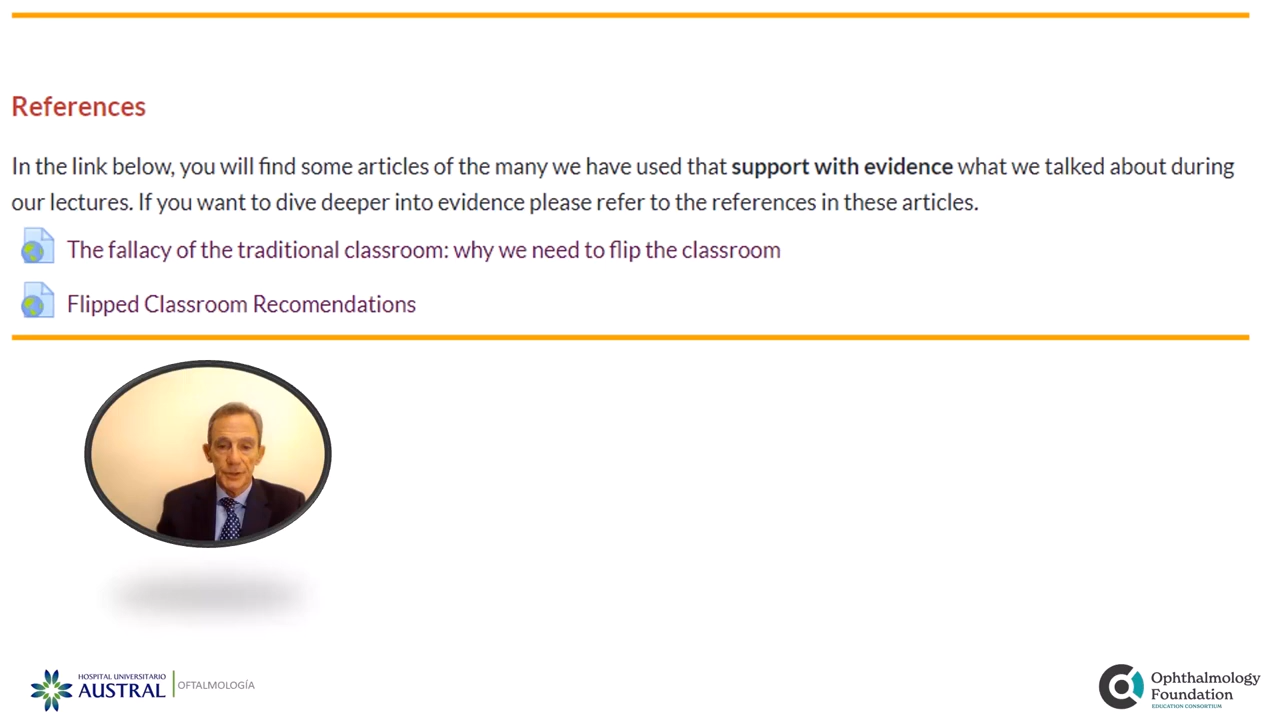 References
In the link below, you will find some articles of the many we have used that support with evidence what we talked about during
our lectures. If you want to dive deeper into evidence please refer to the references in these articles.
The fallacy of the traditional classroom: why we need to flip the classroom
Flipped Classroom Recomendations
HOSPITAL UNIVERSITARIO
AUSTRAL
OFTALMOLOGÍA
Ophthalmology
Foundation
EDUCATION CONSORTIUM